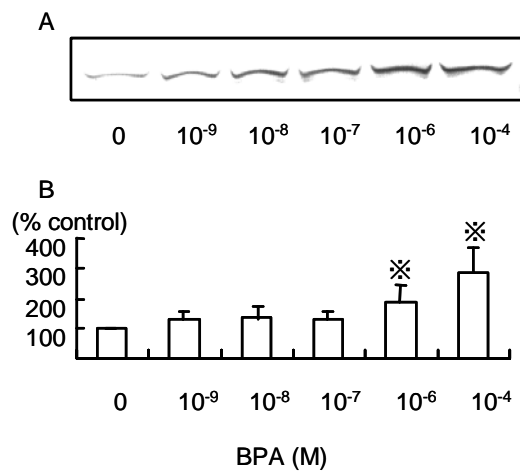 A
0 10⁻⁹ 10⁻⁸ 10⁻⁷ 10⁻⁶ 10⁻⁴
B
(% control)
400
300
200
100
※ ※
0 10⁻⁹ 10⁻⁸ 10⁻⁷ 10⁻⁶ 10⁻⁴
BPA (M)